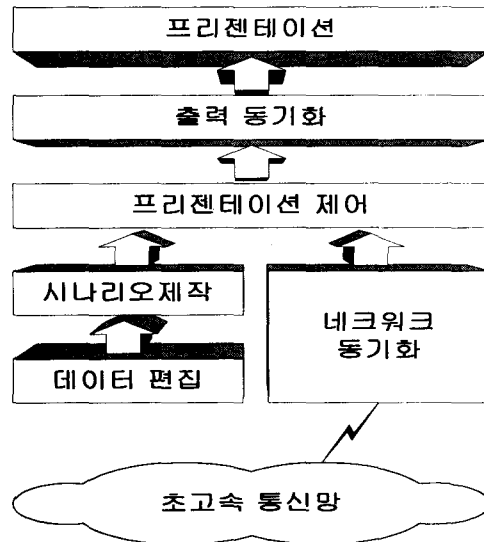 프리젠테이션
출력 동기화
프리젠테이션 제어
시나리오제작
네크워크
동기화
데이터 편집
초고속 통신망